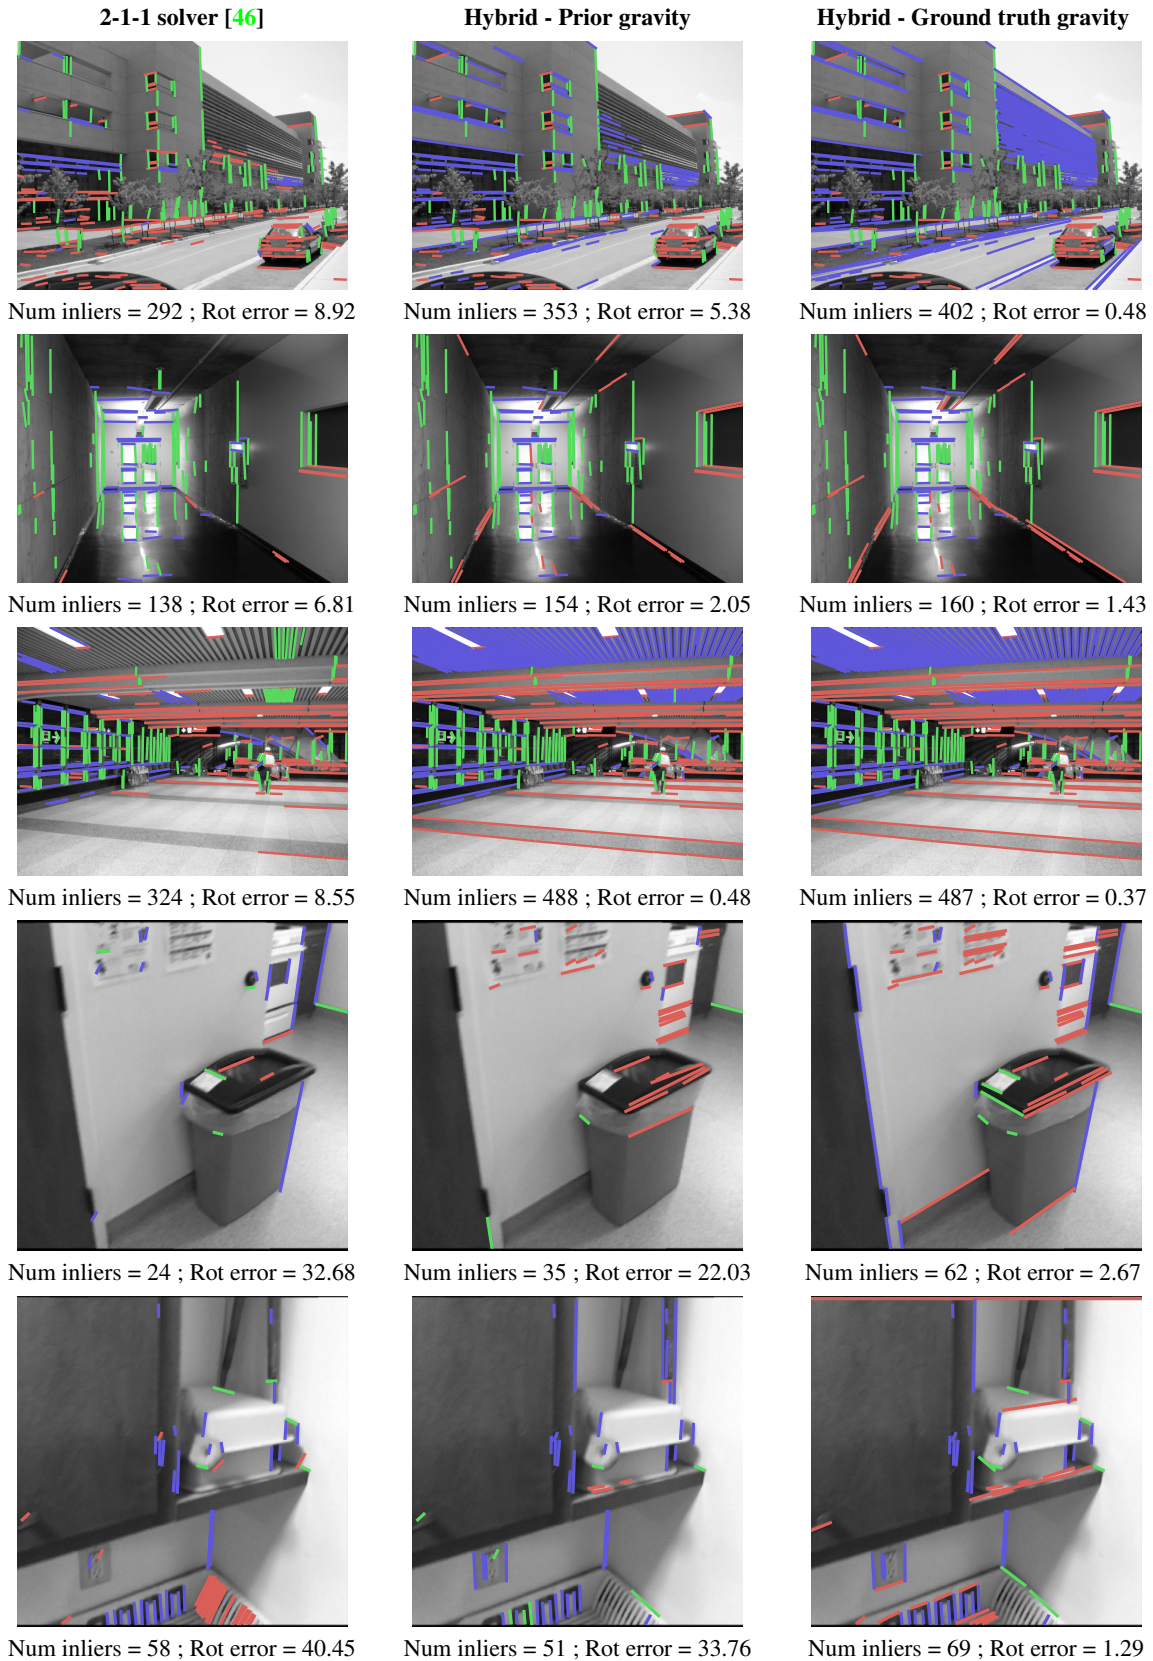 2-1-1 solver [46] Hybrid - Prior gravity Hybrid - Ground truth gravity
Num inliers = 292 ; Rot error = 8.92 Num inliers = 353 ; Rot error = 5.38 Num inliers = 402 ; Rot error = 0.48
Num inliers = 138 ; Rot error = 6.81 Num inliers = 154 ; Rot error = 2.05 Num inliers = 160 ; Rot error = 1.43
Num inliers = 324 ; Rot error = 8.55 Num inliers = 488 ; Rot error = 0.48 Num inliers = 487 ; Rot error = 0.37
Num inliers = 24 ; Rot error = 32.68 Num inliers = 35 ; Rot error = 22.03 Num inliers = 62 ; Rot error = 2.67
Num inliers = 58 ; Rot error = 40.45 Num inliers = 51 ; Rot error = 33.76 Num inliers = 69 ; Rot error = 1.29